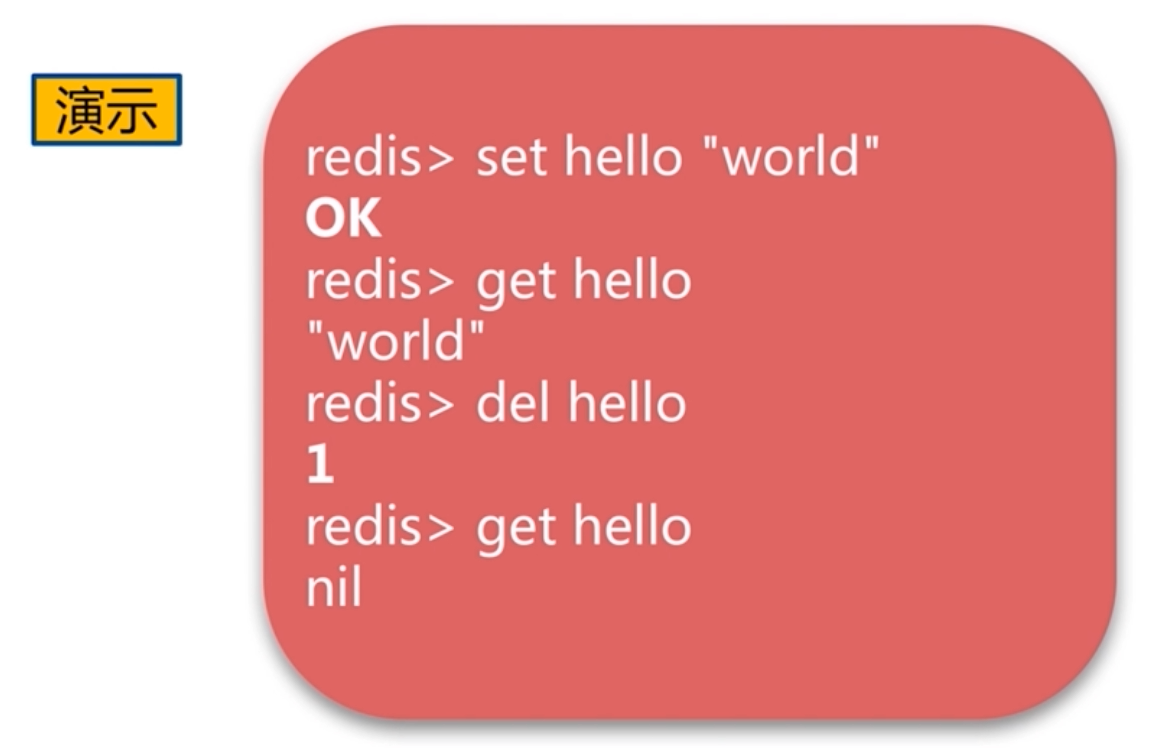 演示
redis> set hello "world"
OK
redis> get hello
"world"
redis> del hello
1
redis> get hello
nil